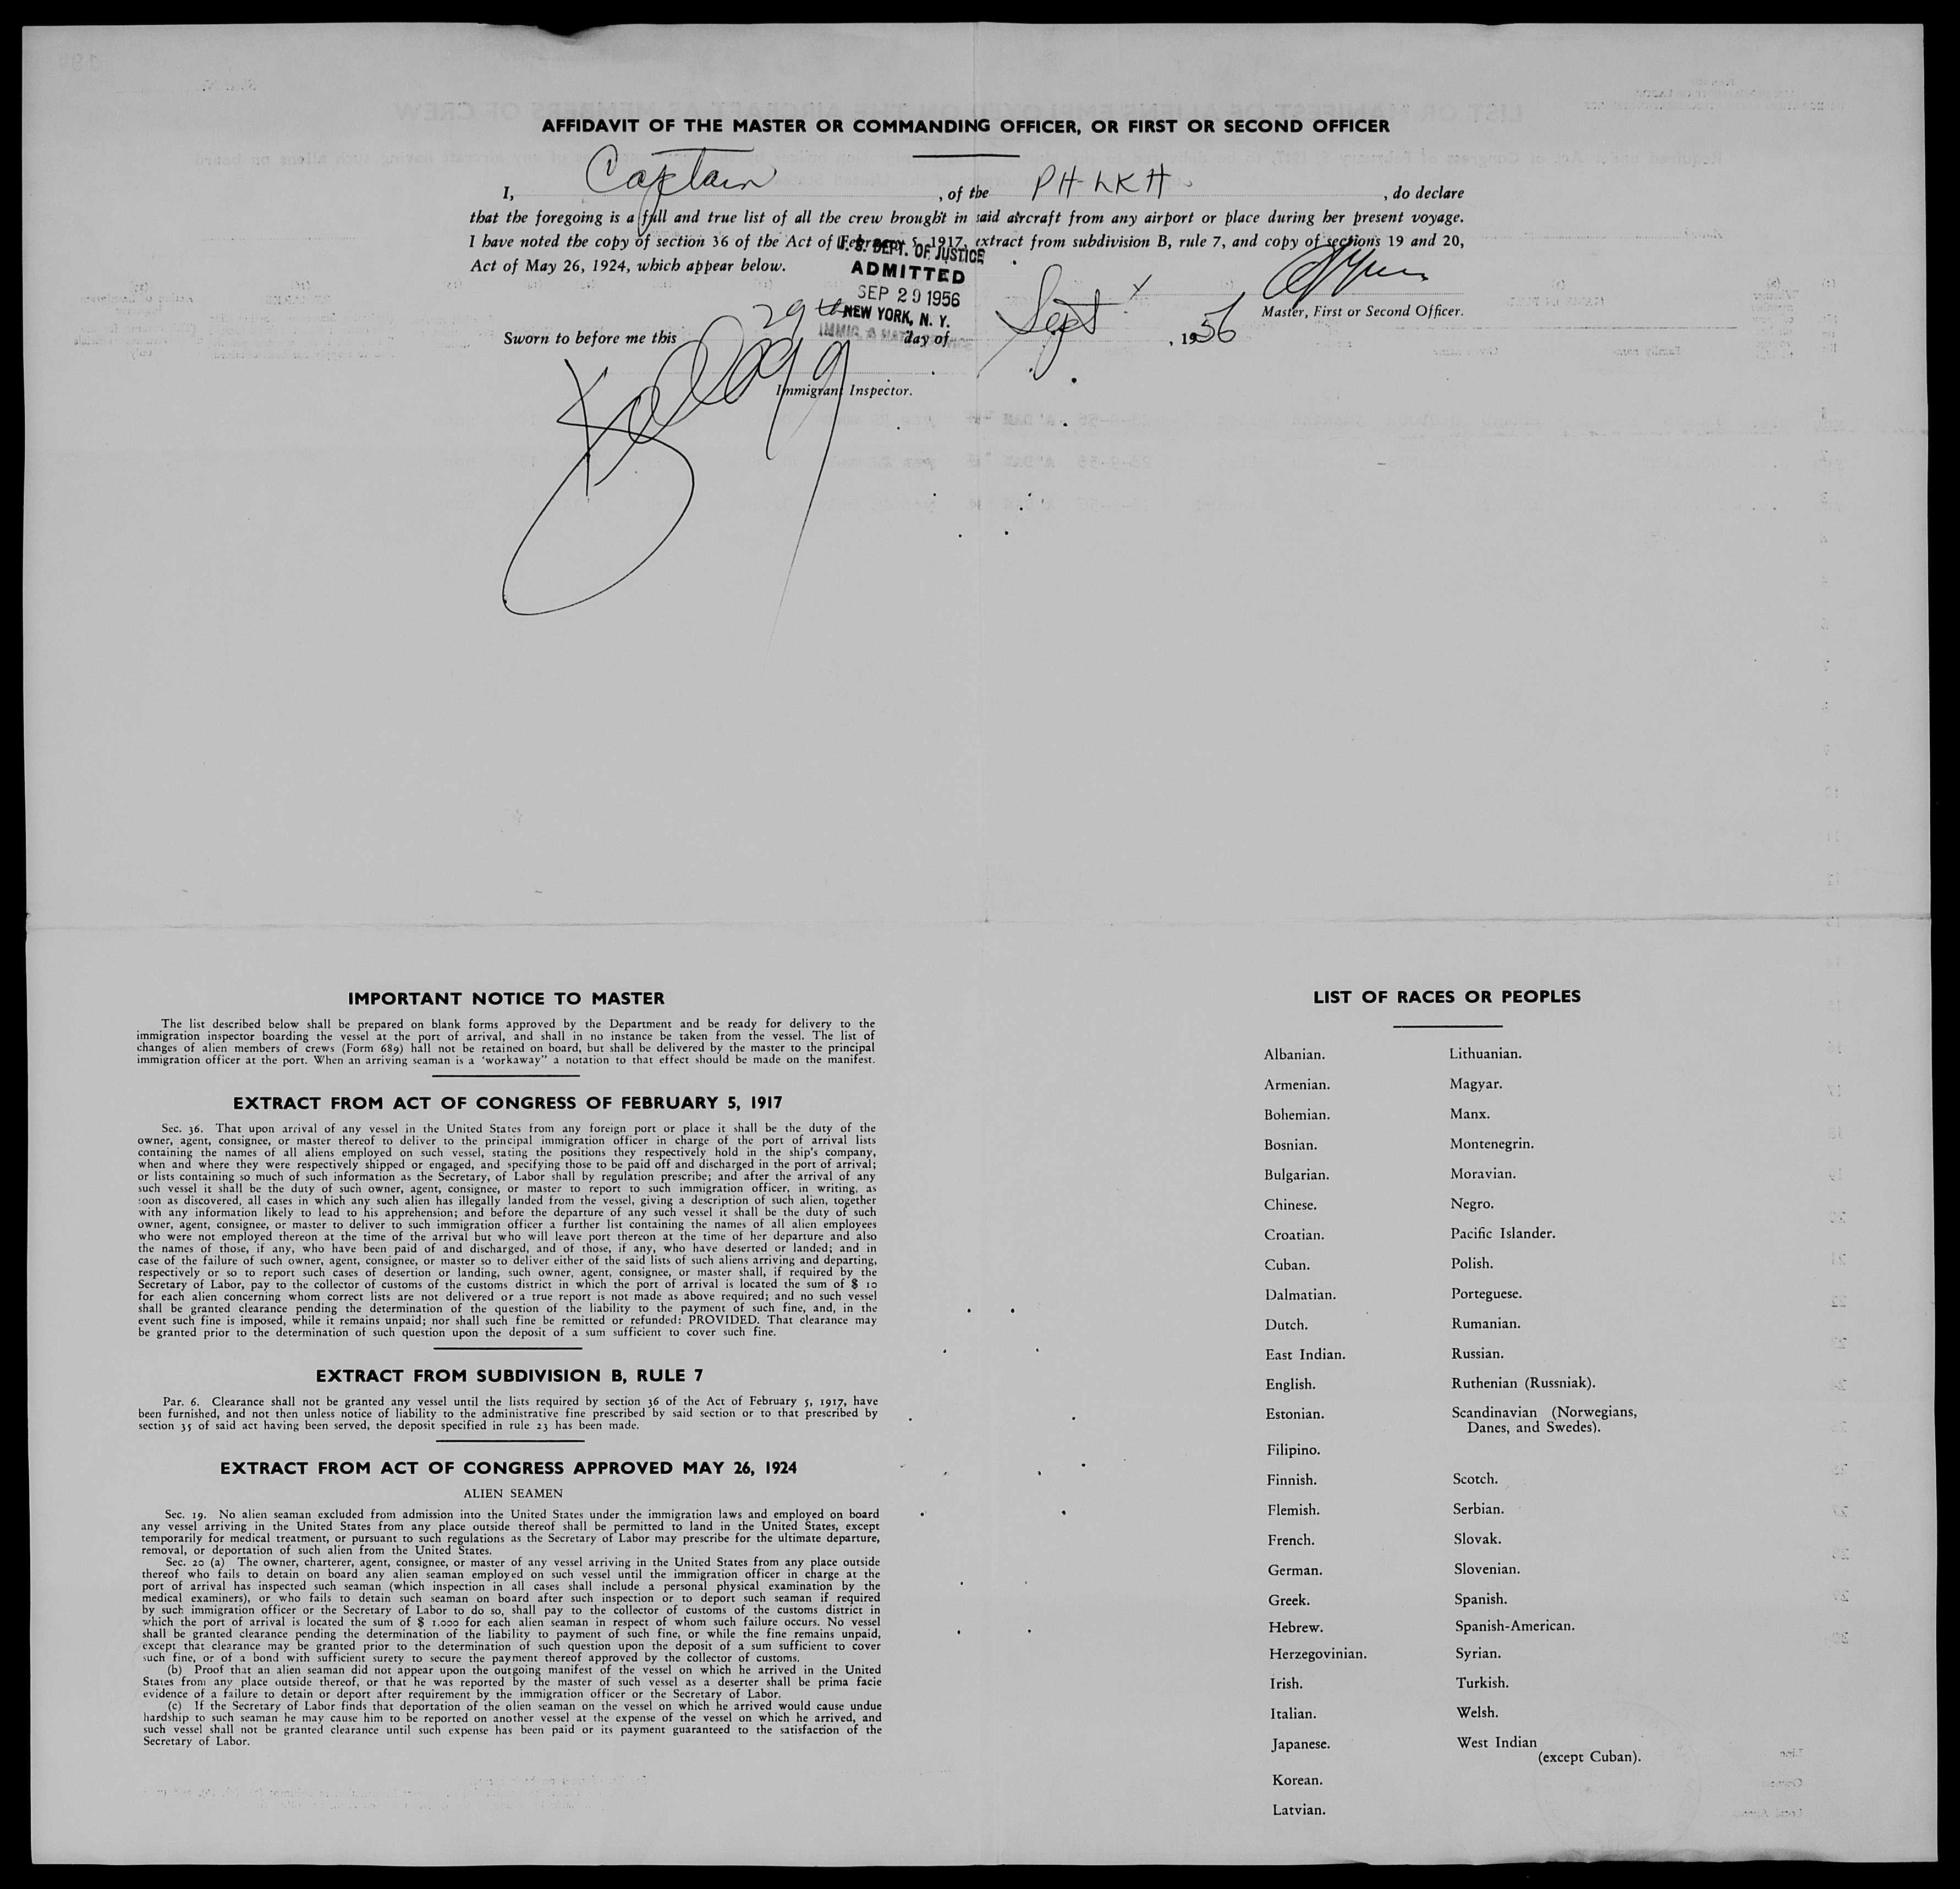 AFFIDAVIT OF THE MASTER OR COMMANDING OFFICER, OR FIRST OR SECOND OFFICER
I, Captain , of the PH-LKH , do declare
that the foregoing is a full and true list of all the crew brought in said aircraft from any airport or place during her present voyage.
I have noted the copy of section 36 of the Act of February 5, 1917, extract from subdivision B, rule 7, and copy of sections 19 and 20,
Act of May 26, 1924, which appear below.
U. S. DEPT. OF JUSTICE
ADMITTED
SEP 29 1956
NEW YORK, N. Y.
Master, First or Second Officer.
Sworn to before me this 29th day of Sept , 1956
Immigrant Inspector.
IMPORTANT NOTICE TO MASTER
The list described below shall be prepared on blank forms approved by the Department and be ready for delivery to the
immigration inspector boarding the vessel at the port of arrival, and shall in no instance be taken from the vessel. The list of
changes of alien members of crews (Form 689) hall not be retained on board, but shall be delivered by the master to the principal
immigration officer at the port. When an arriving seaman is a 'workaway" a notation to that effect should be made on the manifest.
EXTRACT FROM ACT OF CONGRESS OF FEBRUARY 5, 1917
Sec. 36. That upon arrival of any vessel in the United States from any foreign port or place it shall be the duty of the
owner, agent, consignee, or master thereof to deliver to the principal immigration officer in charge of the port of arrival lists
containing the names of all aliens employed on such vessel, stating the positions they respectively hold in the ship's company,
when and where they were respectively shipped or engaged, and specifying those to be paid off and discharged in the port of arrival;
or lists containing so much of such information as the Secretary, of Labor shall by regulation prescribe; and after the arrival of any
such vessel it shall be the duty of such owner, agent, consignee, or master to report to such immigration officer, in writing, as
soon as discovered, all cases in which any such alien has illegally landed from the vessel, giving a description of such alien, together
with any information likely to lead to his apprehension; and before the departure of any such vessel it shall be the duty of such
owner, agent, consignee, or master to deliver to such immigration officer a further list containing the names of all alien employees
who were not employed thereon at the time of the arrival but who will leave port thereon at the time of her departure and also
the names of those, if any, who have been paid of and discharged, and of those, if any, who have deserted or landed; and in
case of the failure of such owner, agent, consignee, or master so to deliver either of the said lists of such aliens arriving and departing,
respectively or so to report such cases of desertion or landing, such owner, agent, consignee, or master shall, if required by the
Secretary of Labor, pay to the collector of customs of the customs district in which the port of arrival is located the sum of $ 10
for each alien concerning whom correct lists are not delivered or a true report is not made as above required; and no such vessel
shall be granted clearance pending the determination of the question of the liability to the payment of such fine, and, in the
event such fine is imposed, while it remains unpaid; nor shall such fine be remitted or refunded: PROVIDED. That clearance may
be granted prior to the determination of such question upon the deposit of a sum sufficient to cover such fine.
EXTRACT FROM SUBDIVISION B, RULE 7
Par. 6. Clearance shall not be granted any vessel until the lists required by section 36 of the Act of February 5, 1917, have
been furnished, and not then unless notice of liability to the administrative fine prescribed by said section or to that prescribed by
section 35 of said act having been served, the deposit specified in rule 23 has been made.
EXTRACT FROM ACT OF CONGRESS APPROVED MAY 26, 1924
ALIEN SEAMEN
Sec. 19. No alien seaman excluded from admission into the United States under the immigration laws and employed on board
any vessel arriving in the United States from any place outside thereof shall be permitted to land in the United States, except
temporarily for medical treatment, or pursuant to such regulations as the Secretary of Labor may prescribe for the ultimate departure,
removal, or deportation of such alien from the United States.
Sec. 20 (a) The owner, charterer, agent, consignee, or master of any vessel arriving in the United States from any place outside
thereof who fails to detain on board any alien seaman employed on such vessel until the immigration officer in charge at the
port of arrival has inspected such seaman (which inspection in all cases shall include a personal physical examination by the
medical examiners), or who fails to detain such seaman on board after such inspection or to deport such seaman if required
by such immigration officer or the Secretary of Labor to do so, shall pay to the collector of customs of the customs district in
which the port of arrival is located the sum of $ 1.000 for each alien seaman in respect of whom such failure occurs. No vessel
shall be granted clearance pending the determination of the liability to payment of such fine, or while the fine remains unpaid,
except that clearance may be granted prior to the determination of such question upon the deposit of a sum sufficient to cover
such fine, or of a bond with sufficient surety to secure the payment thereof approved by the collector of customs.
(b) Proof that an alien seaman did not appear upon the outgoing manifest of the vessel on which he arrived in the United
States from any place outside thereof, or that he was reported by the master of such vessel as a deserter shall be prima facie
evidence of a failure to detain or deport after requirement by the immigration officer or the Secretary of Labor.
(c) If the Secretary of Labor finds that deportation of the olien seaman on the vessel on which he arrived would cause undue
hardship to such seaman he may cause him to be reported on another vessel at the expense of the vessel on which he arrived, and
such vessel shall not be granted clearance until such expense has been paid or its payment guaranteed to the satisfaction of the
Secretary of Labor.
LIST OF RACES OR PEOPLES
Albanian.
Armenian.
Bohemian.
Bosnian.
Bulgarian.
Chinese.
Croatian.
Cuban.
Dalmatian.
Dutch.
East Indian.
English.
Estonian.
Filipino.
Finnish.
Flemish.
French.
German.
Greek.
Hebrew.
Herzegovinian.
Irish.
Italian.
Japanese.
Korean.
Latvian.
Lithuanian.
Magyar.
Manx.
Montenegrin.
Moravian.
Negro.
Pacific Islander.
Polish.
Porteguese.
Rumanian.
Russian.
Ruthenian (Russniak).
Scandinavian (Norwegians,
Danes, and Swedes).
Scotch.
Serbian.
Slovak.
Slovenian.
Spanish.
Spanish-American.
Syrian.
Turkish.
Welsh.
West Indian
(except Cuban).